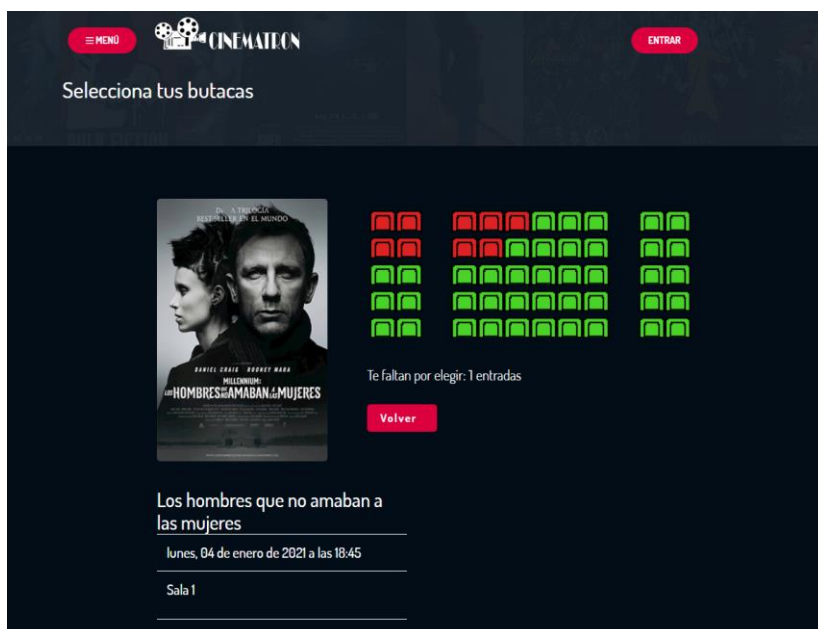 MENÚ
CINEMATRON
ENTRAR
Selecciona tus butacas
TRILOGÍA
BESTSELLER EN EL MUNDO
DANIEL CRAIG ROONEY MARA
MILLENNIUM:
LOS HOMBRES QUE NO AMABAN A LAS MUJERES
Te faltan por elegir: 1 entradas
Volver
Los hombres que no amaban a
las mujeres
lunes, 04 de enero de 2021 a las 18:45
Sala 1